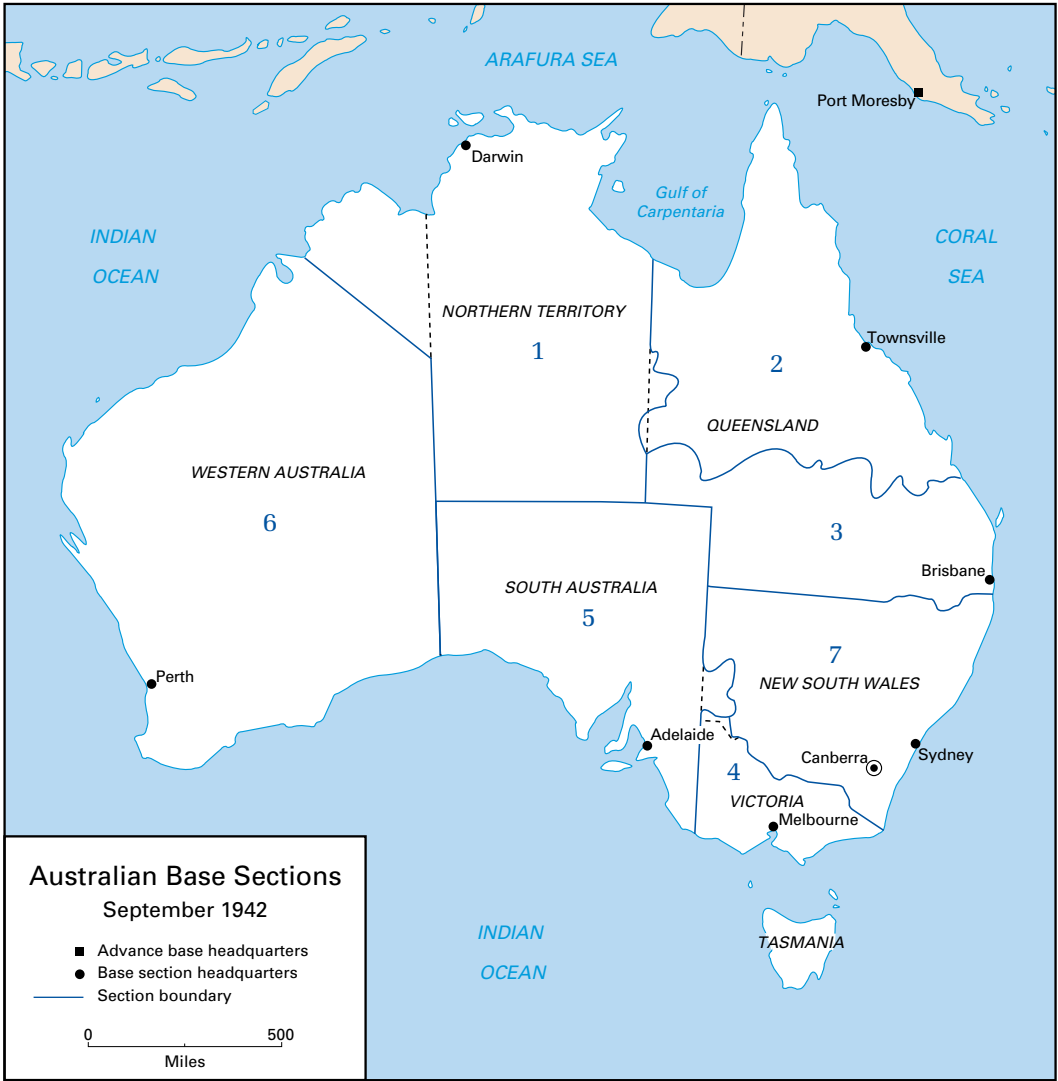 ARAFURA SEA
Port Moresby
Darwin
Gulf of
Carpentaria
INDIAN
OCEAN
CORAL
SEA
NORTHERN TERRITORY
1
Townsville
2
QUEENSLAND
WESTERN AUSTRALIA
6
3
Brisbane
SOUTH AUSTRALIA
5
7
NEW SOUTH WALES
Perth
Adelaide
Sydney
Canberra
4
VICTORIA
Melbourne
Australian Base Sections
September 1942
Advance base headquarters
Base section headquarters
Section boundary
0 500
Miles
INDIAN
OCEAN
TASMANIA